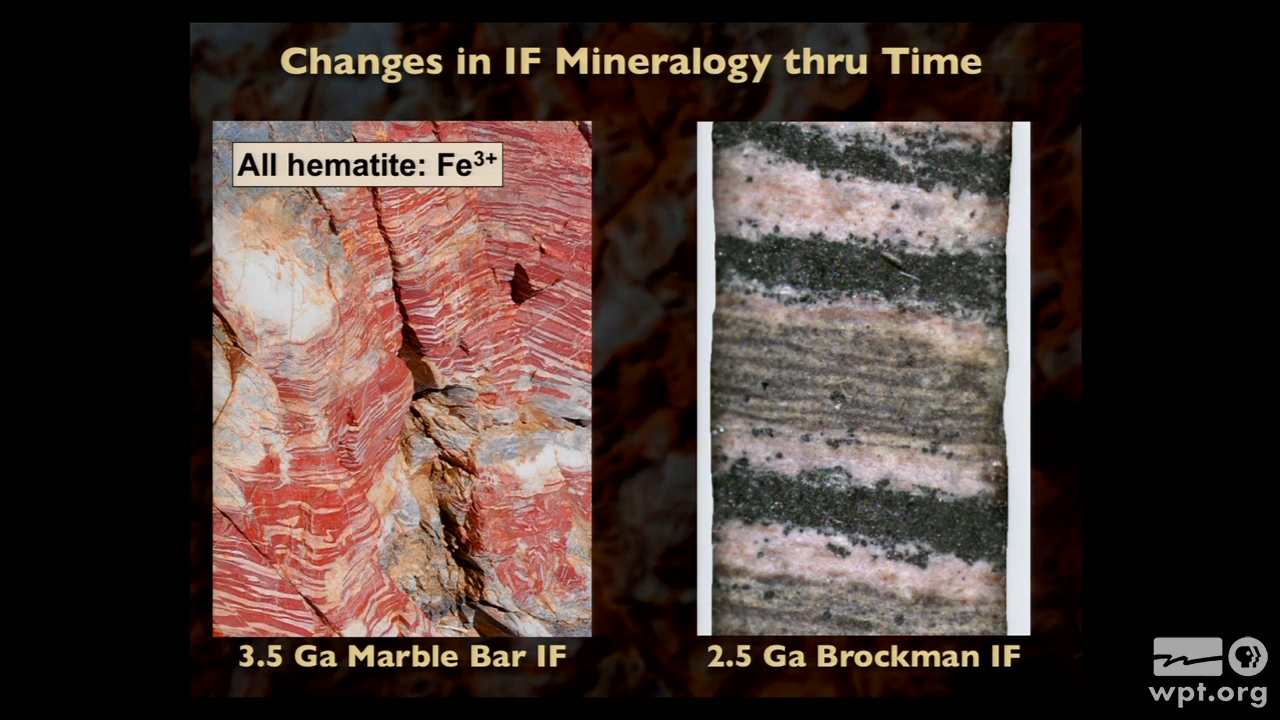 Changes in IF Mineralogy thru Time
All hematite: Fe³⁺
3.5 Ga Marble Bar IF
2.5 Ga Brockman IF
wpt.org